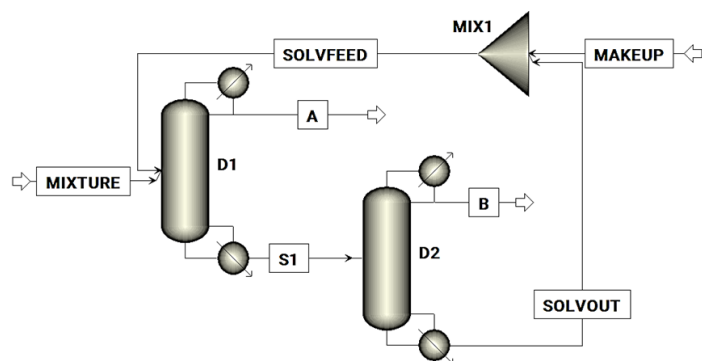 MIX1
SOLVFEED
MAKEUP
A
D1
MIXTURE
B
S1
D2
SOLVOUT